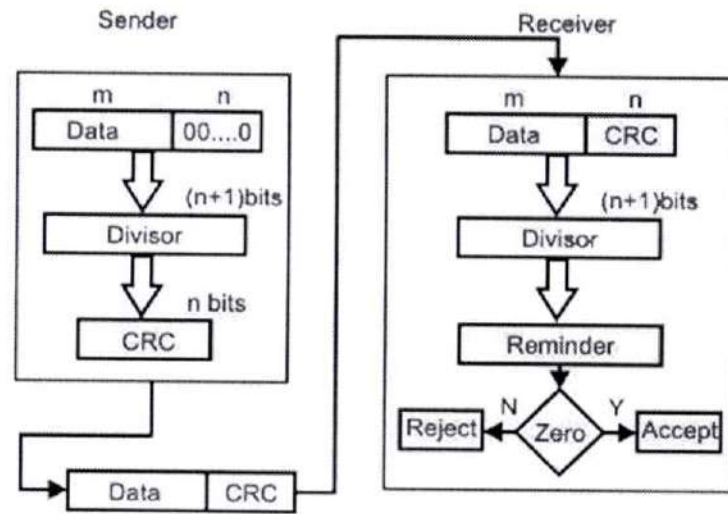 Sender
m n
Data 00....0
(n+1)bits
Divisor
n bits
CRC
Data CRC
Receiver
m n
Data CRC
(n+1)bits
Divisor
Reminder
N Y
Reject Zero Accept